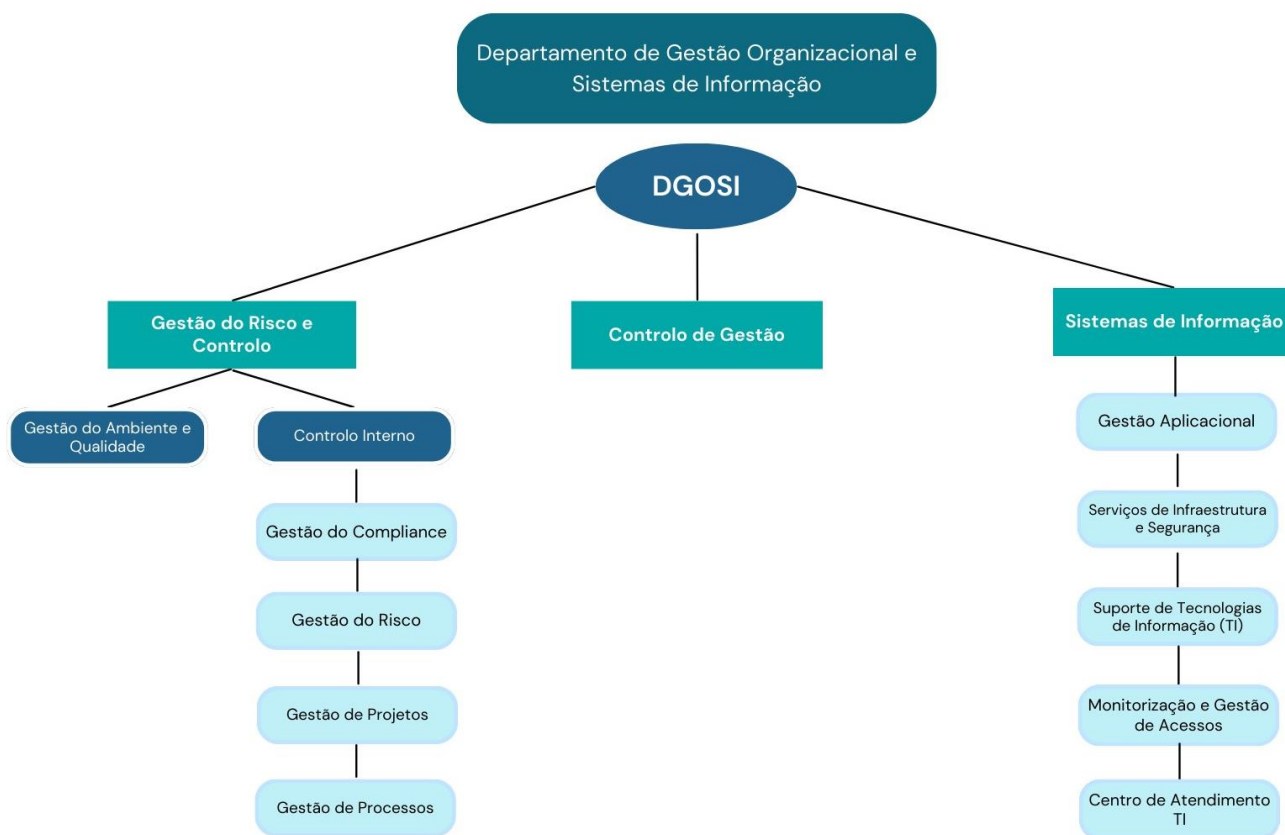 Departamento de Gestão Organizacional e
Sistemas de Informação
DGOSI
Gestão do Risco e
Controlo
Controlo de Gestão
Sistemas de Informação
Gestão do Ambiente e
Qualidade
Controlo Interno
Gestão do Compliance
Gestão do Risco
Gestão de Projetos
Gestão de Processos
Gestão Aplicacional
Serviços de Infraestrutura
e Segurança
Suporte de Tecnologias
de Informação (TI)
Monitorização e Gestão
de Acessos
Centro de Atendimento
TI